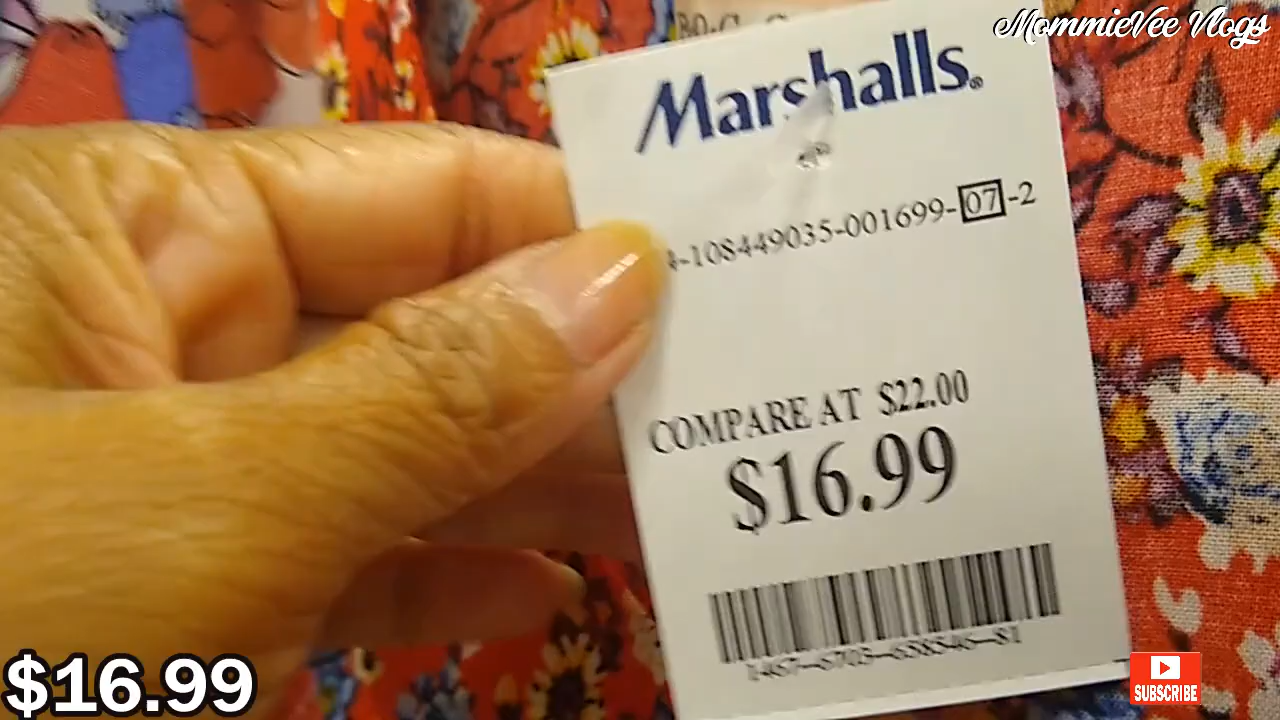 MommieVee Vlogs
Marshalls®
-108449035-001699-07-2
COMPARE AT $22.00
$16.99
$16.99
SUBSCRIBE